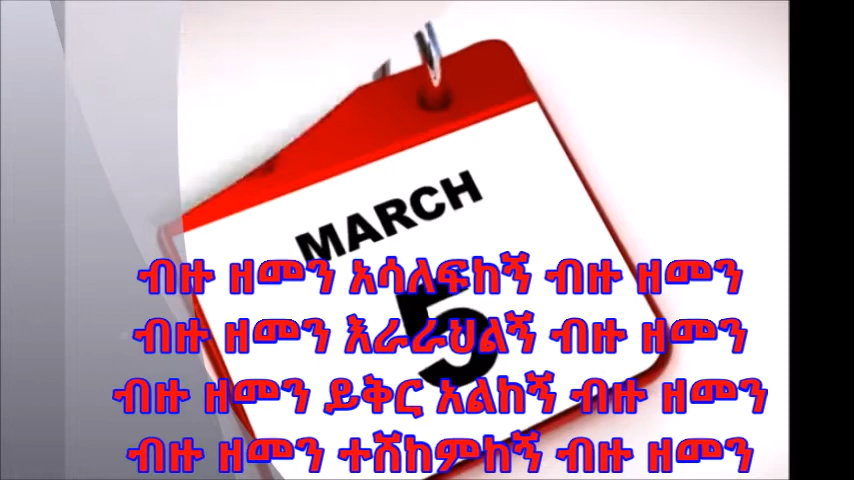 MARCH
5
ብዙ ዘመን አሳለፍከኝ ብዙ ዘመን
ብዙ ዘመን እራራህልኝ ብዙ ዘመን
ብዙ ዘመን ይቅር አልከኝ ብዙ ዘመን
ብዙ ዘመን ተሸከምከኝ ብዙ ዘመን